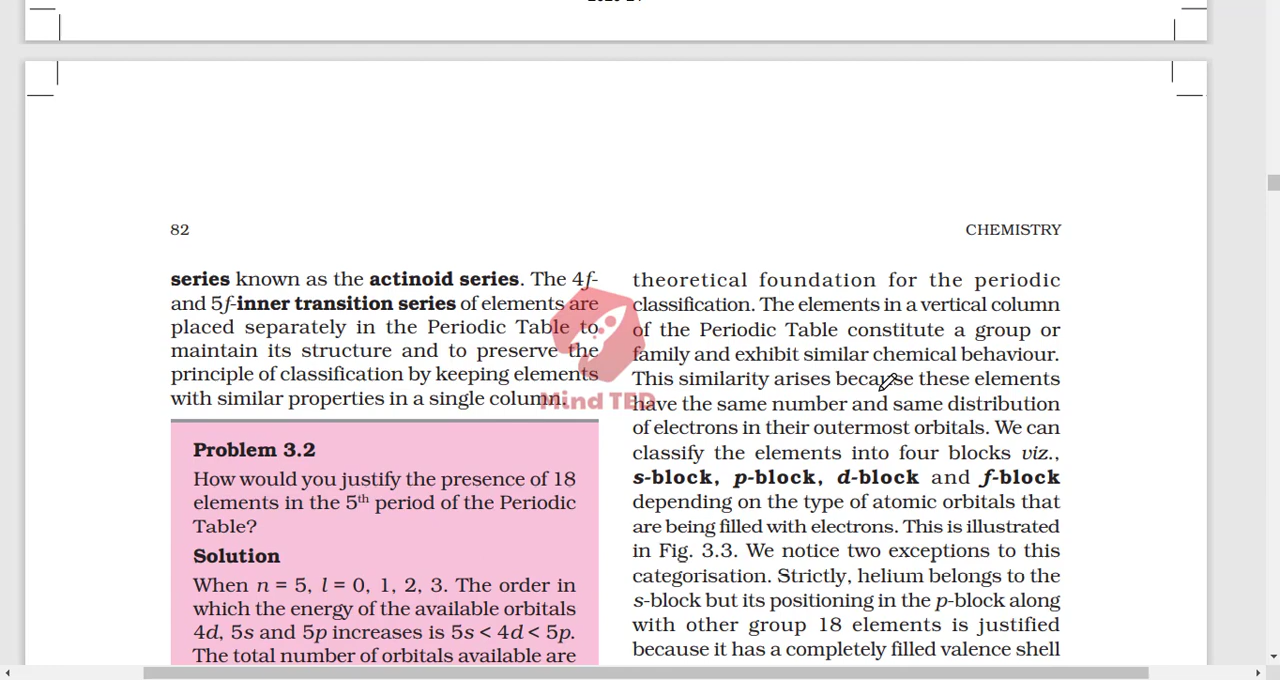 82
CHEMISTRY
series known as the actinoid series. The 4f-
and 5f-inner transition series of elements are
placed separately in the Periodic Table to
maintain its structure and to preserve the
principle of classification by keeping elements
with similar properties in a single column.
Problem 3.2
How would you justify the presence of 18
elements in the 5th period of the Periodic
Table?
Solution
When n = 5, l = 0, 1, 2, 3. The order in
which the energy of the available orbitals
4d, 5s and 5p increases is 5s < 4d < 5p.
The total number of orbitals available are
theoretical foundation for the periodic
classification. The elements in a vertical column
of the Periodic Table constitute a group or
family and exhibit similar chemical behaviour.
This similarity arises because these elements
have the same number and same distribution
of electrons in their outermost orbitals. We can
classify the elements into four blocks viz.,
s-block, p-block, d-block and f-block
depending on the type of atomic orbitals that
are being filled with electrons. This is illustrated
in Fig. 3.3. We notice two exceptions to this
categorisation. Strictly, helium belongs to the
s-block but its positioning in the p-block along
with other group 18 elements is justified
because it has a completely filled valence shell
Mind TED